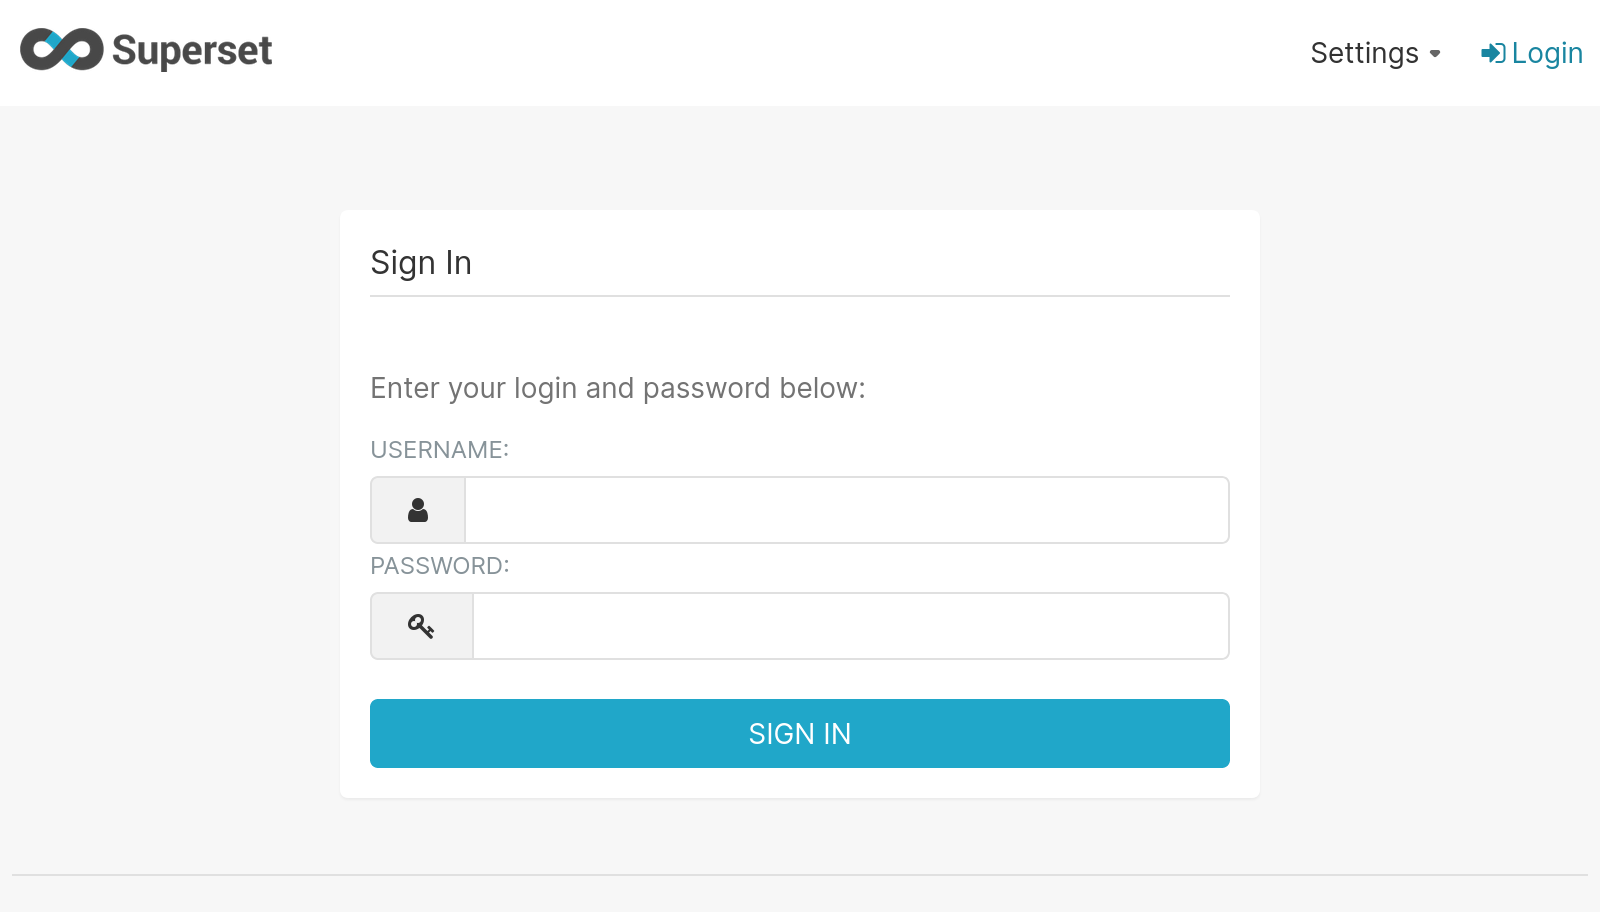 Superset
Settings
Login
Sign In
Enter your login and password below:
USERNAME:
PASSWORD:
SIGN IN